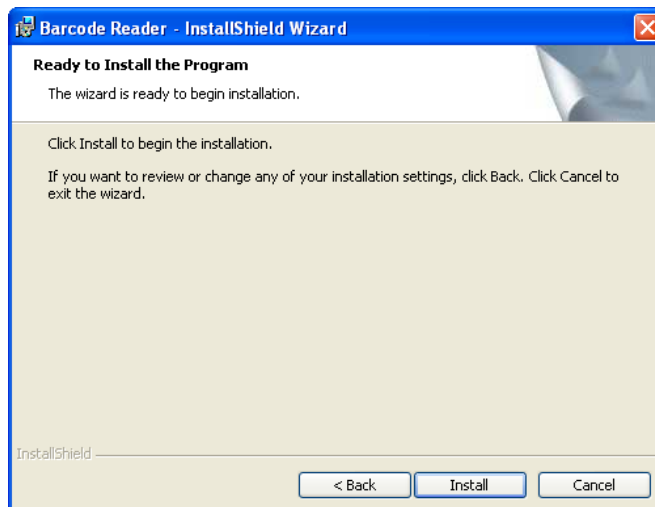 Barcode Reader - InstallShield Wizard
Ready to Install the Program
The wizard is ready to begin installation.
Click Install to begin the installation.
If you want to review or change any of your installation settings, click Back. Click Cancel to
exit the wizard.
InstallShield
< Back Install Cancel